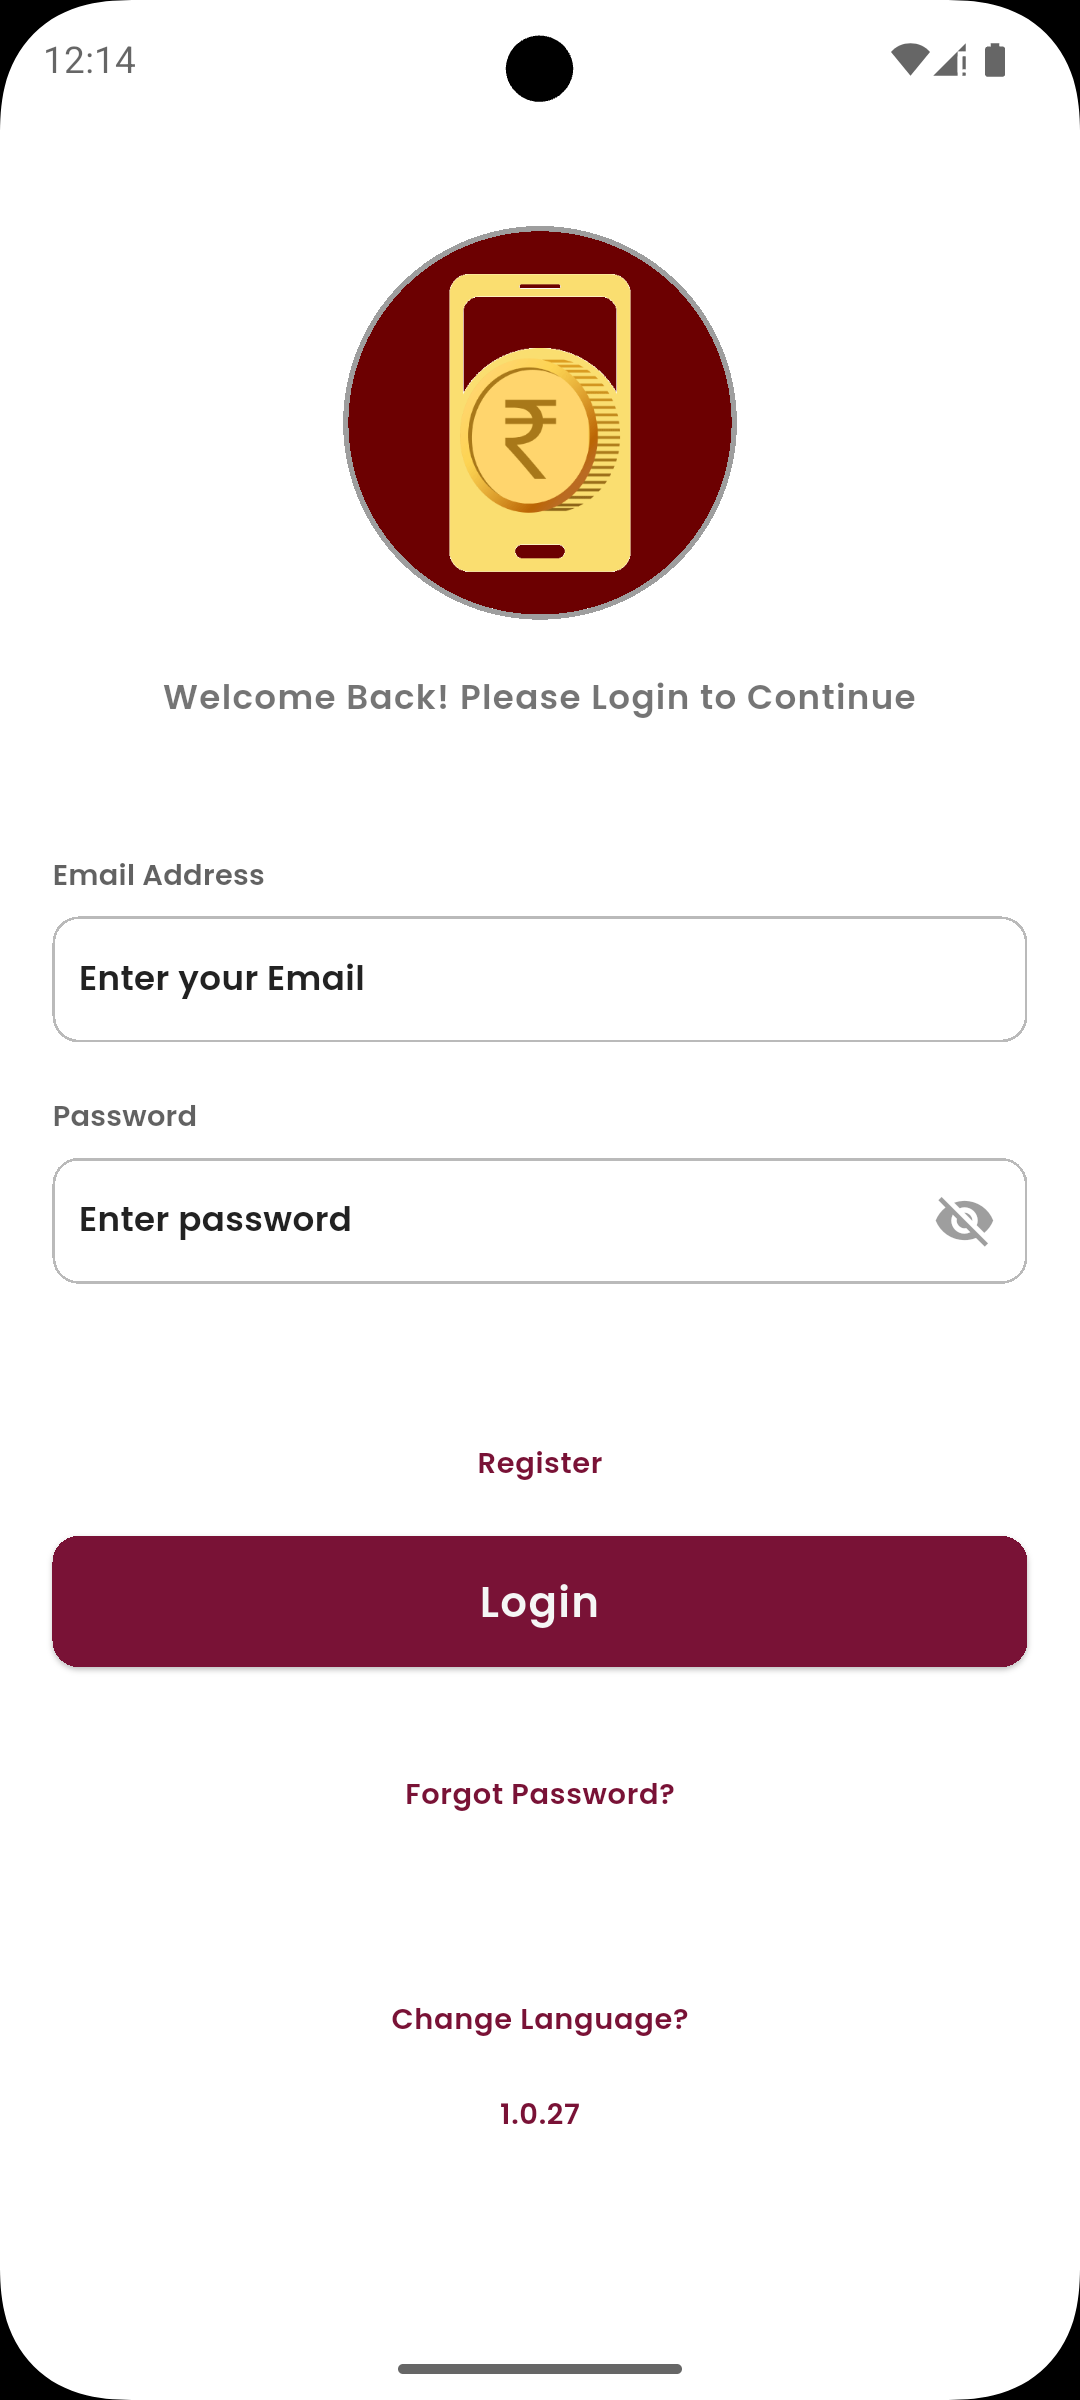 12:14
₹
Welcome Back! Please Login to Continue
Email Address
Enter your Email
Password
Enter password
Register
Login
Forgot Password?
Change Language?
1.0.27